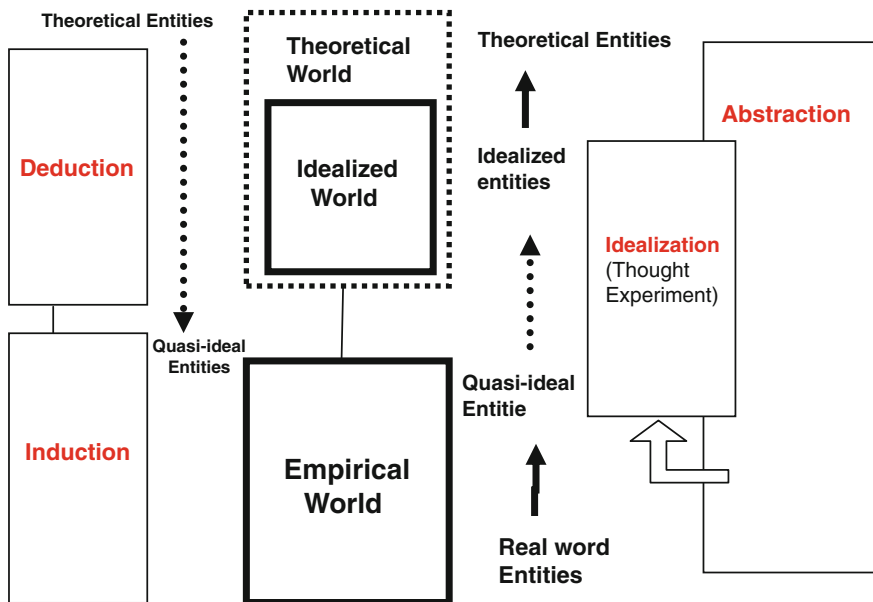 Theoretical Entities
Deduction
Quasi-ideal
Entities
Induction
Theoretical
World
Idealized
World
Empirical
World
Theoretical Entities
Idealized
entities
Quasi-ideal
Entitie
Real word
Entities
Abstraction
Idealization
(Thought
Experiment)